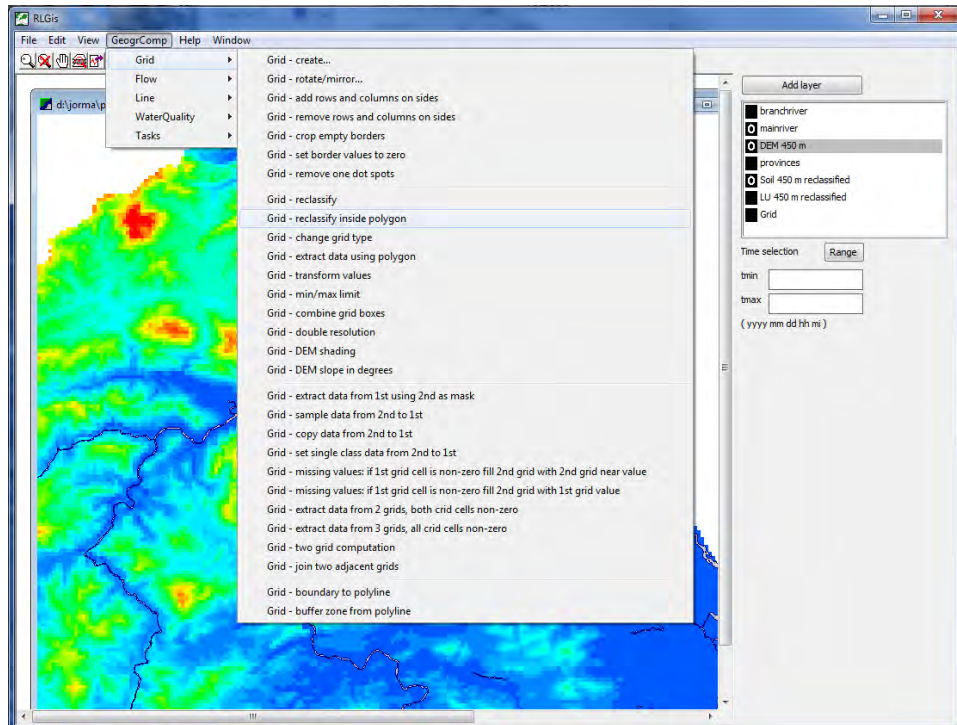 RLGis
File Edit View GeogrComp Help Window
Grid
Flow
Line
WaterQuality
Tasks
d:\jorma\p
Grid - create...
Grid - rotate/mirror...
Grid - add rows and columns on sides
Grid - remove rows and columns on sides
Grid - crop empty borders
Grid - set border values to zero
Grid - remove one dot spots
Grid - reclassify
Grid - reclassify inside polygon
Grid - change grid type
Grid - extract data using polygon
Grid - transform values
Grid - min/max limit
Grid - combine grid boxes
Grid - double resolution
Grid - DEM shading
Grid - DEM slope in degrees
Grid - extract data from 1st using 2nd as mask
Grid - sample data from 2nd to 1st
Grid - copy data from 2nd to 1st
Grid - set single class data from 2nd to 1st
Grid - missing values: if 1st grid cell is non-zero fill 2nd grid with 2nd grid near value
Grid - missing values: if 1st grid cell is non-zero fill 2nd grid with 1st grid value
Grid - extract data from 2 grids, both crid cells non-zero
Grid - extract data from 3 grids, all crid cells non-zero
Grid - two grid computation
Grid - join two adjacent grids
Grid - boundary to polyline
Grid - buffer zone from polyline
Add layer
branchriver
O mainriver
O DEM 450 m
provinces
O Soil 450 m reclassified
LU 450 m reclassified
Grid
Time selection Range
tmin
tmax
( yyyy mm dd hh mi )